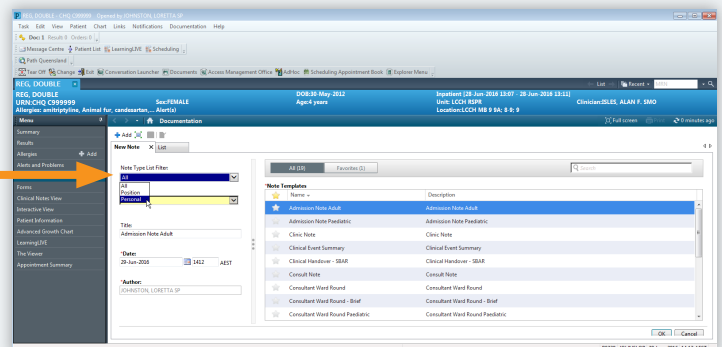 REG, DOUBLE - CHQ C999999 Opened by JOHNSTON, LORETTA SP
Task Edit View Patient Chart Links Notifications Documentation Help
Doc: 1 Result: 0 Orders: 0
Message Centre Patient List LearningLIVE Scheduling
Path Queensland
Tear Off Change Exit Conversation Launcher Documents Access Management Office AdHoc Scheduling Appointment Book Explorer Menu
REG, DOUBLE List Recent
REG, DOUBLE DOB:30-May-2012 Inpatient [28-Jun-2016 13:07 - 28-Jun-2016 13:11]
URN:CHQ C999999 Sex:FEMALE Age:4 years Unit: LCCH RSPR Clinician:ISLES, ALAN F. SMO
Allergies: amitriptyline, Animal fur, candesartan,... Alert(s) Location:LCCH MB 9 9A; 8-9; 9
Menu Documentation Full screen Print 0 minutes ago
Summary
Results
Allergies Add
Alerts and Problems
Forms
Clinical Notes View
Interactive View
Patient Information
Advanced Growth Chart
LearningLIVE
The Viewer
Appointment Summary
Add
New Note List
Note Type List Filter:
All
All
Position
Personal
Title:
Admission Note Adult
*Date:
29-Jun-2016 1412 AEST
*Author:
JOHNSTON, LORETTA SP
All (19) Favorites (1) Search
*Note Templates
Name Description
Admission Note Adult Admission Note Adult
Admission Note Paediatric Admission Note Paediatric
Clinic Note Clinic Note
Clinical Event Summary Clinical Event Summary
Clinical Handover - SBAR Clinical Handover - SBAR
Consult Note Consult Note
Consultant Ward Round Consultant Ward Round
Consultant Ward Round - Brief Consultant Ward Round - Brief
Consultant Ward Round Paediatric Consultant Ward Round Paediatric
OK Cancel